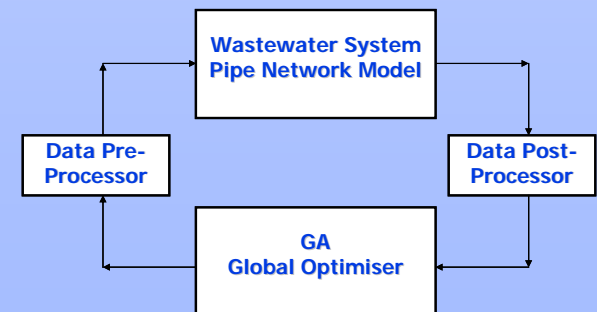 Wastewater System
Pipe Network Model
Data Pre-
Processor
Data Post-
Processor
GA
Global Optimiser